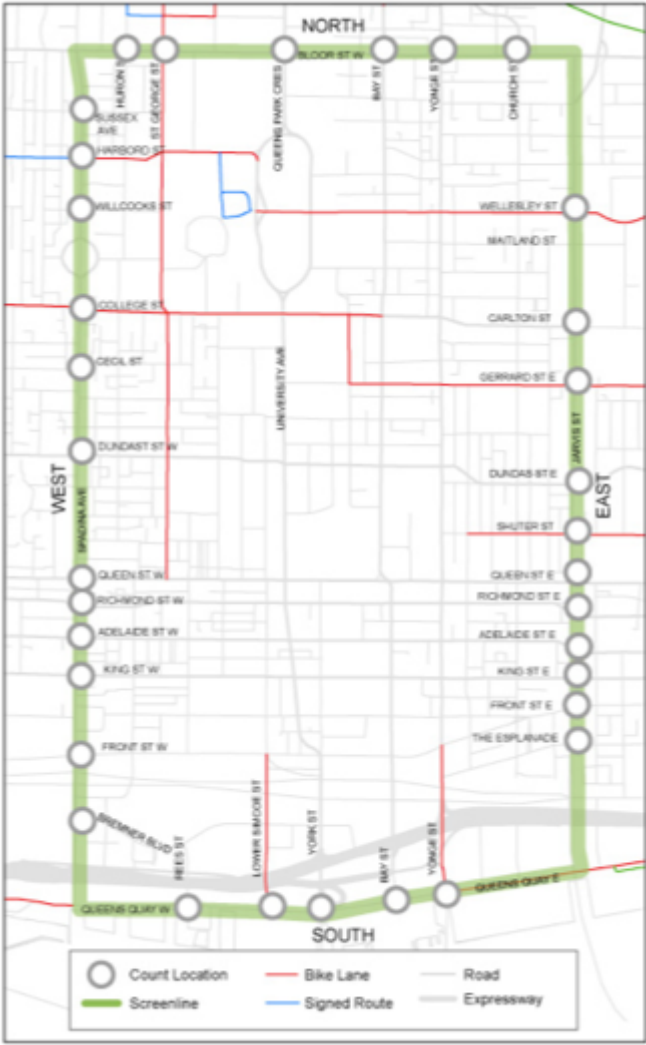 NORTH
BLOOR ST W
HURON S
ST GEORGE ST
QUEENS PARK CRES
BAY ST
YONGE ST
CHURCH ST
SUSSEX
AVE
HARBORD ST
WILLCOCKS ST
WELLESLEY ST
MAITLAND ST
COLLEGE ST
CARLTON ST
CECIL ST
UNIVERSITY AVE
GERRARD ST E
JARVIS ST
DUNDAST ST W
DUNDAS ST E
WEST
SPADINA AVE
EAST
SHUTER ST
QUEEN ST W
QUEEN ST E
RICHMOND ST W
RICHMOND ST E
ADELAIDE ST W
ADELAIDE ST E
KING ST W
KING ST E
FRONT ST E
FRONT ST W
THE ESPLANADE
BREMNER BLVD
REES ST
LOWER SIMCOE ST
YORK ST
BAY ST
YONGE ST
QUEENS QUAY W
QUEENS QUAY E
SOUTH
Count Location
Bike Lane
Road
Screenline
Signed Route
Expressway